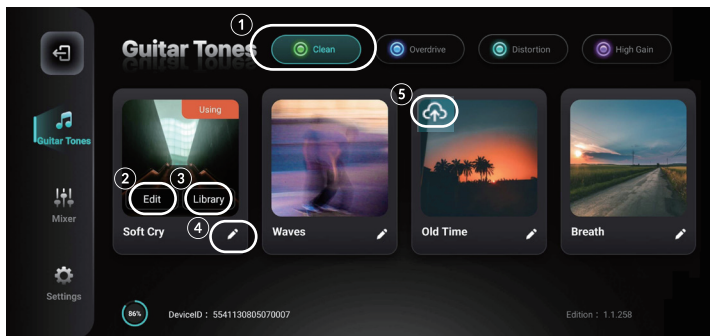 1
Guitar Tones
Clean
Overdrive
Distortion
High Gain
5
Using
Guitar Tones
2
3
Edit
Library
Mixer
4
Soft Cry
Waves
Old Time
Breath
Settings
86%
DeviceID : 5541130805070007
Edition : 1.1.258